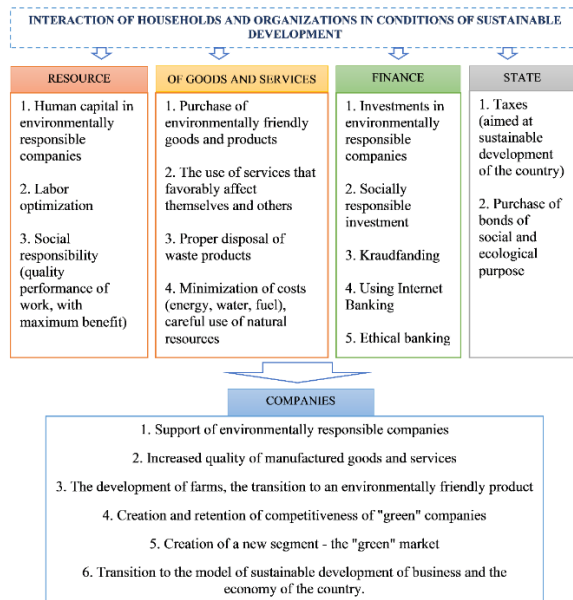 INTERACTION OF HOUSEHOLDS AND ORGANIZATIONS IN CONDITIONS OF SUSTAINABLE
DEVELOPMENT
RESOURCE
1. Human capital in
environmentally
responsible
companies
2. Labor
optimization
3. Social
responsibility
(quality
performance of
work, with
maximum benefit)
OF GOODS AND SERVICES
1. Purchase of
environmentally friendly
goods and products
2. The use of services that
favorably affect
themselves and others
3. Proper disposal of
waste products
4. Minimization of costs
(energy, water, fuel),
careful use of natural
resources
FINANCE
1. Investments in
environmentally
responsible
companies
2. Socially
responsible
investment
3. Kraudfanding
4. Using Internet
Banking
5. Ethical banking
STATE
1. Taxes
(aimed at
sustainable
development
of the country)
2. Purchase of
bonds of
social and
ecological
purpose
COMPANIES
1. Support of environmentally responsible companies
2. Increased quality of manufactured goods and services
3. The development of farms, the transition to an environmentally friendly product
4. Creation and retention of competitiveness of "green" companies
5. Creation of a new segment - the "green" market
6. Transition to the model of sustainable development of business and the
economy of the country.